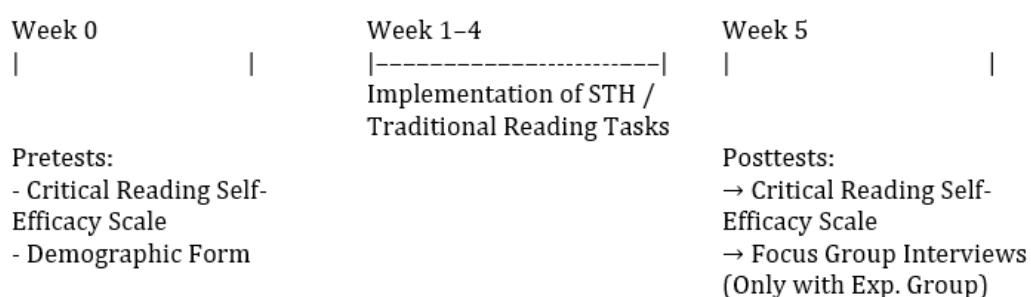 Week 0
| |
Pretests:
- Critical Reading Self-
Efficacy Scale
- Demographic Form
Week 1–4
|–––––––––––-----------––|
Implementation of STH /
Traditional Reading Tasks
Week 5
| |
Posttests:
→ Critical Reading Self-
Efficacy Scale
→ Focus Group Interviews
(Only with Exp. Group)